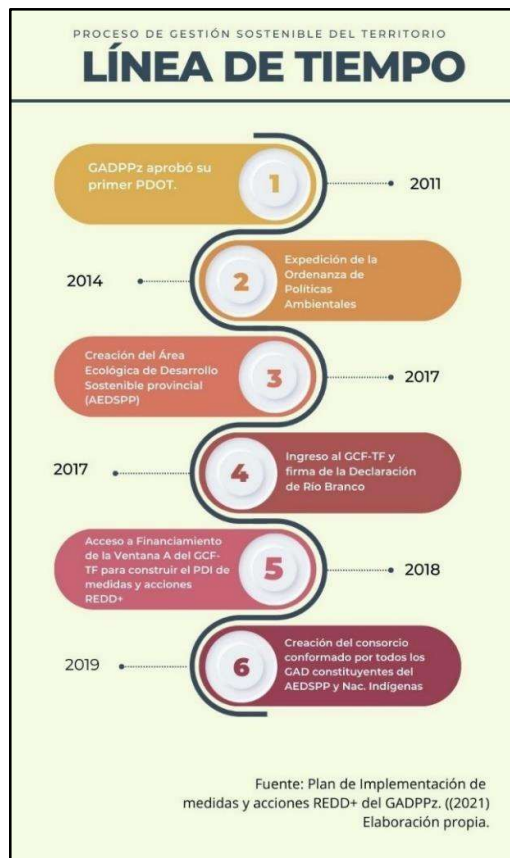 PROCESO DE GESTIÓN SOSTENIBLE DEL TERRITORIO
LÍNEA DE TIEMPO
GADPPz aprobó su
primer PDOT.
1
2011
2014
2
Expedición de la
Ordenanza de
Políticas
Ambientales
Creación del Área
Ecológica de Desarrollo
Sostenible provincial
(AEDSPP)
3
2017
2017
4
Ingreso al GCF-TF y
firma de la Declaración
de Río Branco
Acceso a Financiamiento
de la Ventana A del GCF-
TF para construir el PDI de
medidas y acciones
REDD+
5
2018
2019
6
Creación del consorcio
conformado por todos los
GAD constituyentes del
AEDSPP y Nac. Indígenas
Fuente: Plan de Implementación de
medidas y acciones REDD+ del GADPPz. ((2021)
Elaboración propia.